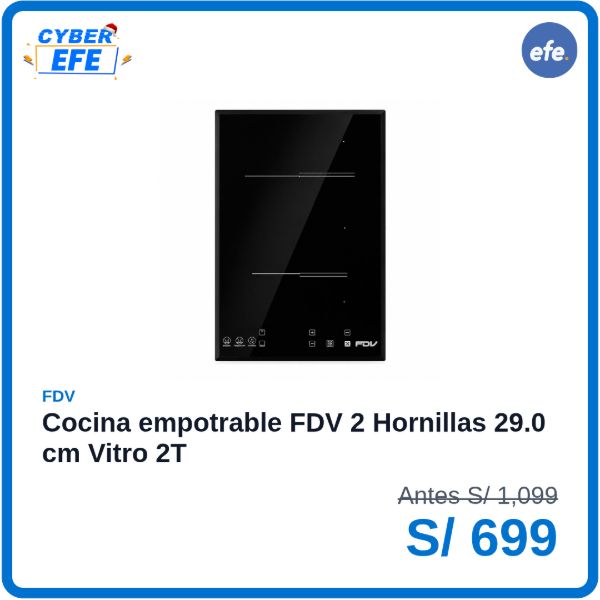 CYBER
EFE
efe.
FDV
FDV
Cocina empotrable FDV 2 Hornillas 29.0
cm Vitro 2T
Antes S/ 1,099
S/ 699